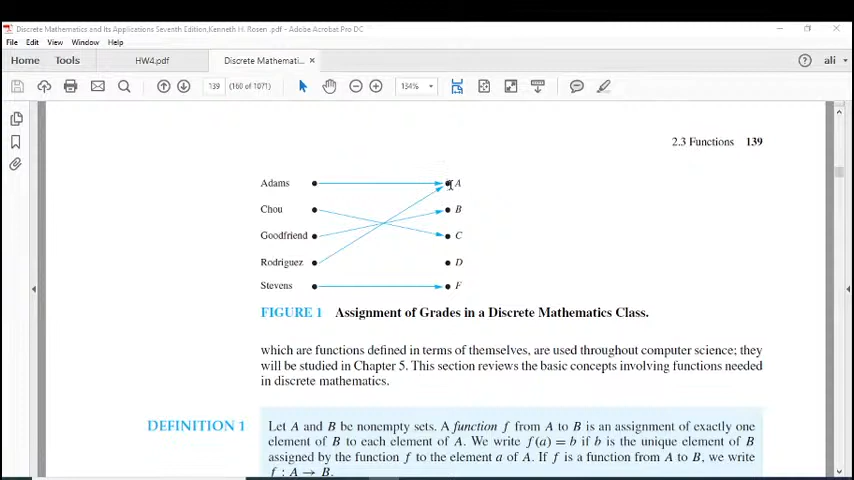 Discrete Mathematics and Its Applications Seventh Edition,Kenneth H. Rosen .pdf - Adobe Acrobat Pro DC
File Edit View Window Help
Home Tools HW4.pdf Discrete Mathemati... × ali
139 (160 of 1071) 134%
2.3 Functions 139
Adams A
Chou B
Goodfriend C
Rodriguez D
Stevens F
FIGURE 1 Assignment of Grades in a Discrete Mathematics Class.
which are functions defined in terms of themselves, are used throughout computer science; they
will be studied in Chapter 5. This section reviews the basic concepts involving functions needed
in discrete mathematics.
DEFINITION 1 Let A and B be nonempty sets. A function f from A to B is an assignment of exactly one
element of B to each element of A. We write f(a) = b if b is the unique element of B
assigned by the function f to the element a of A. If f is a function from A to B, we write
f : A → B.